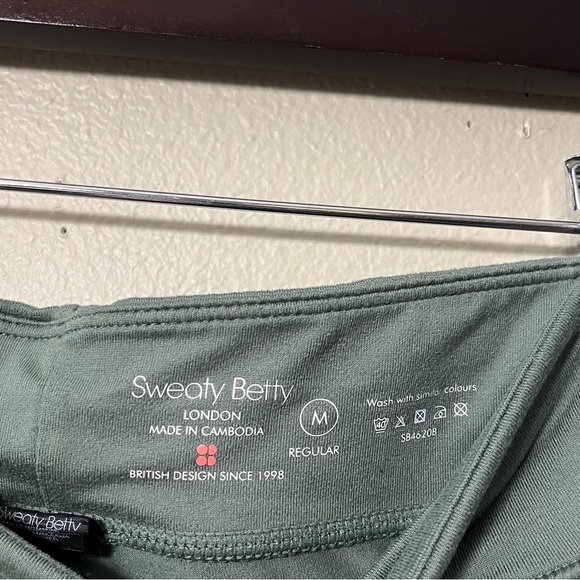 Sweaty Betty
LONDON
MADE IN CAMBODIA
BRITISH DESIGN SINCE 1998
M
REGULAR
Wash with similar colours
40
SB4620B
Sweaty Betty